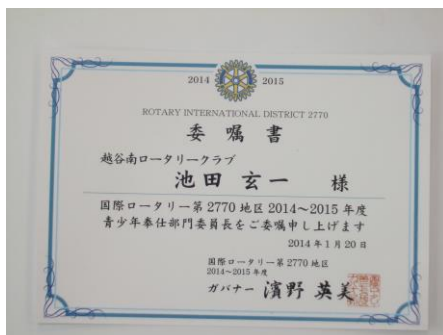 2014 2015
ROTARY INTERNATIONAL DISTRICT 2770
委嘱書
越谷南ロータリークラブ
池田 玄一 様
国際ロータリー第2770地区2014〜2015年度
青少年奉仕部門委員長をご委嘱申し上げます
2014年1月20日
国際ロータリー第2770地区
2014〜2015年度
ガバナー 濱野 英美